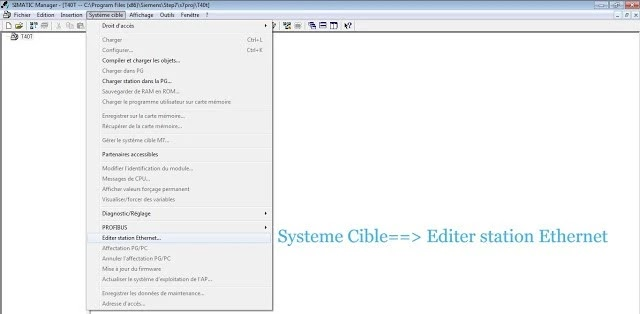 SIMATIC Manager - [T40T -- C:\Program Files (x86)\Siemens\Step7\s7proj\T40t]
Fichier Edition Insertion Système cible Affichage Outils Fenêtre ?
T40T
Droit d'accès
Charger Ctrl+L
Configurer... Ctrl+K
Compiler et charger les objets...
Charger dans PG
Charger station dans la PG...
Sauvegarder de RAM en ROM...
Charger le programme utilisateur sur carte mémoire
Enregistrer sur la carte mémoire...
Récupérer de la carte mémoire...
Gérer le système cible M7...
Partenaires accessibles
Modifier l'identification du module...
Messages de CPU...
Afficher valeurs forçage permanent
Visualiser/forcer des variables
Diagnostic/Réglage
PROFIBUS
Editer station Ethernet...
Systeme Cible==> Editer station Ethernet
Affectation PG/PC
Annuler l'affectation PG/PC
Mise à jour du firmware
Actualiser le système d'exploitation de l'AP...
Enregistrer les données de maintenance...
Adresse d'accès...